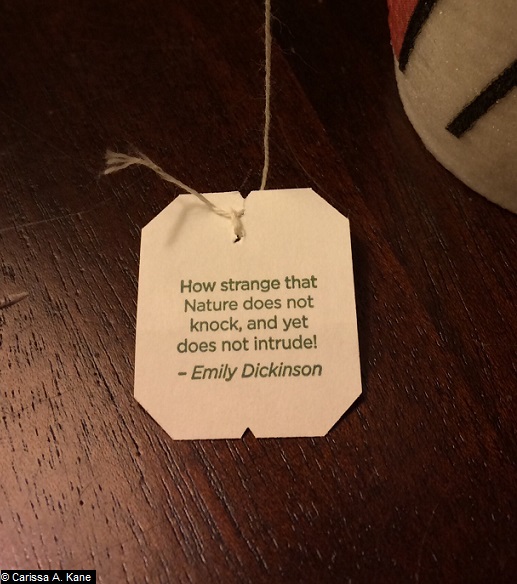 How strange that
Nature does not
knock, and yet
does not intrude!
– Emily Dickinson
© Carissa A. Kane